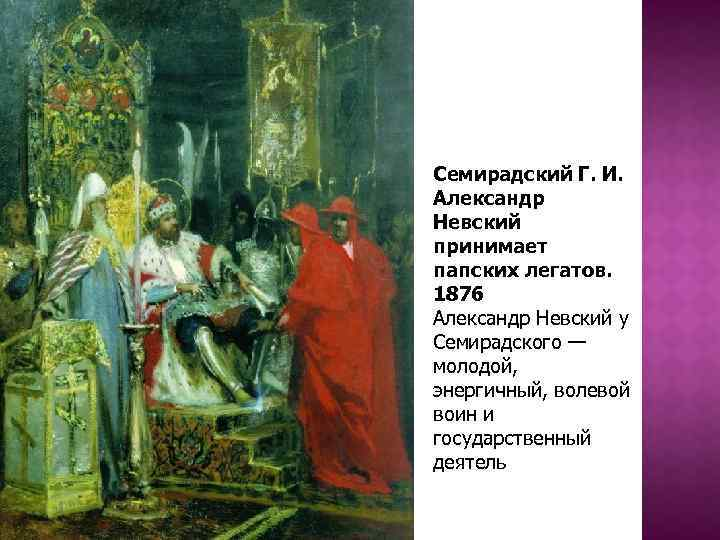 Семирадский Г. И.
Александр
Невский
принимает
папских легатов.
1876
Александр Невский у
Семирадского —
молодой,
энергичный, волевой
воин и
государственный
деятель